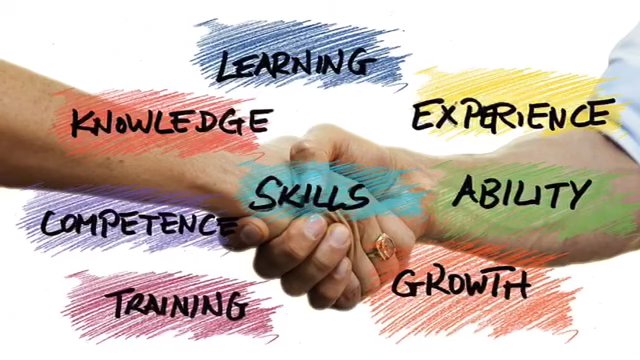 LEARNING
KNOWLEDGE
EXPERIENCE
SKILLS
ABILITY
COMPETENCE
GROWTH
TRAINING